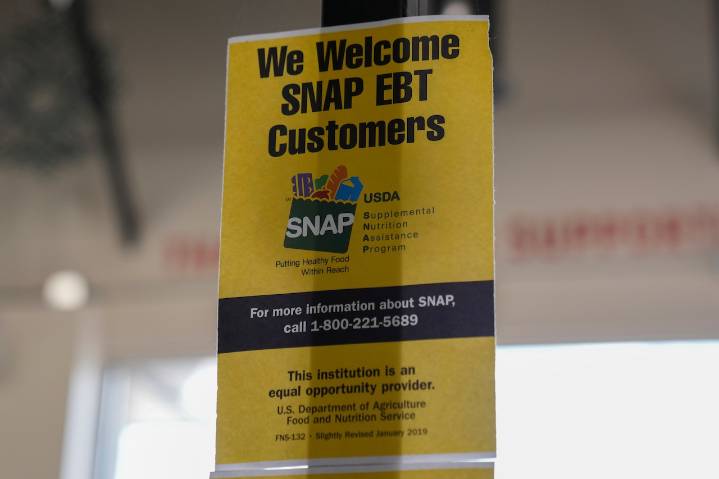 We Welcome
SNAP EBT
Customers
SNAP
USDA
Supplemental
Nutrition
Assistance
Program
Putting Healthy Food
Within Reach
For more information about SNAP,
call 1-800-221-5689
This institution is an
equal opportunity provider.
U.S. Department of Agriculture
Food and Nutrition Service
FNS-132 • Slightly Revised January 2019
SUPPORT